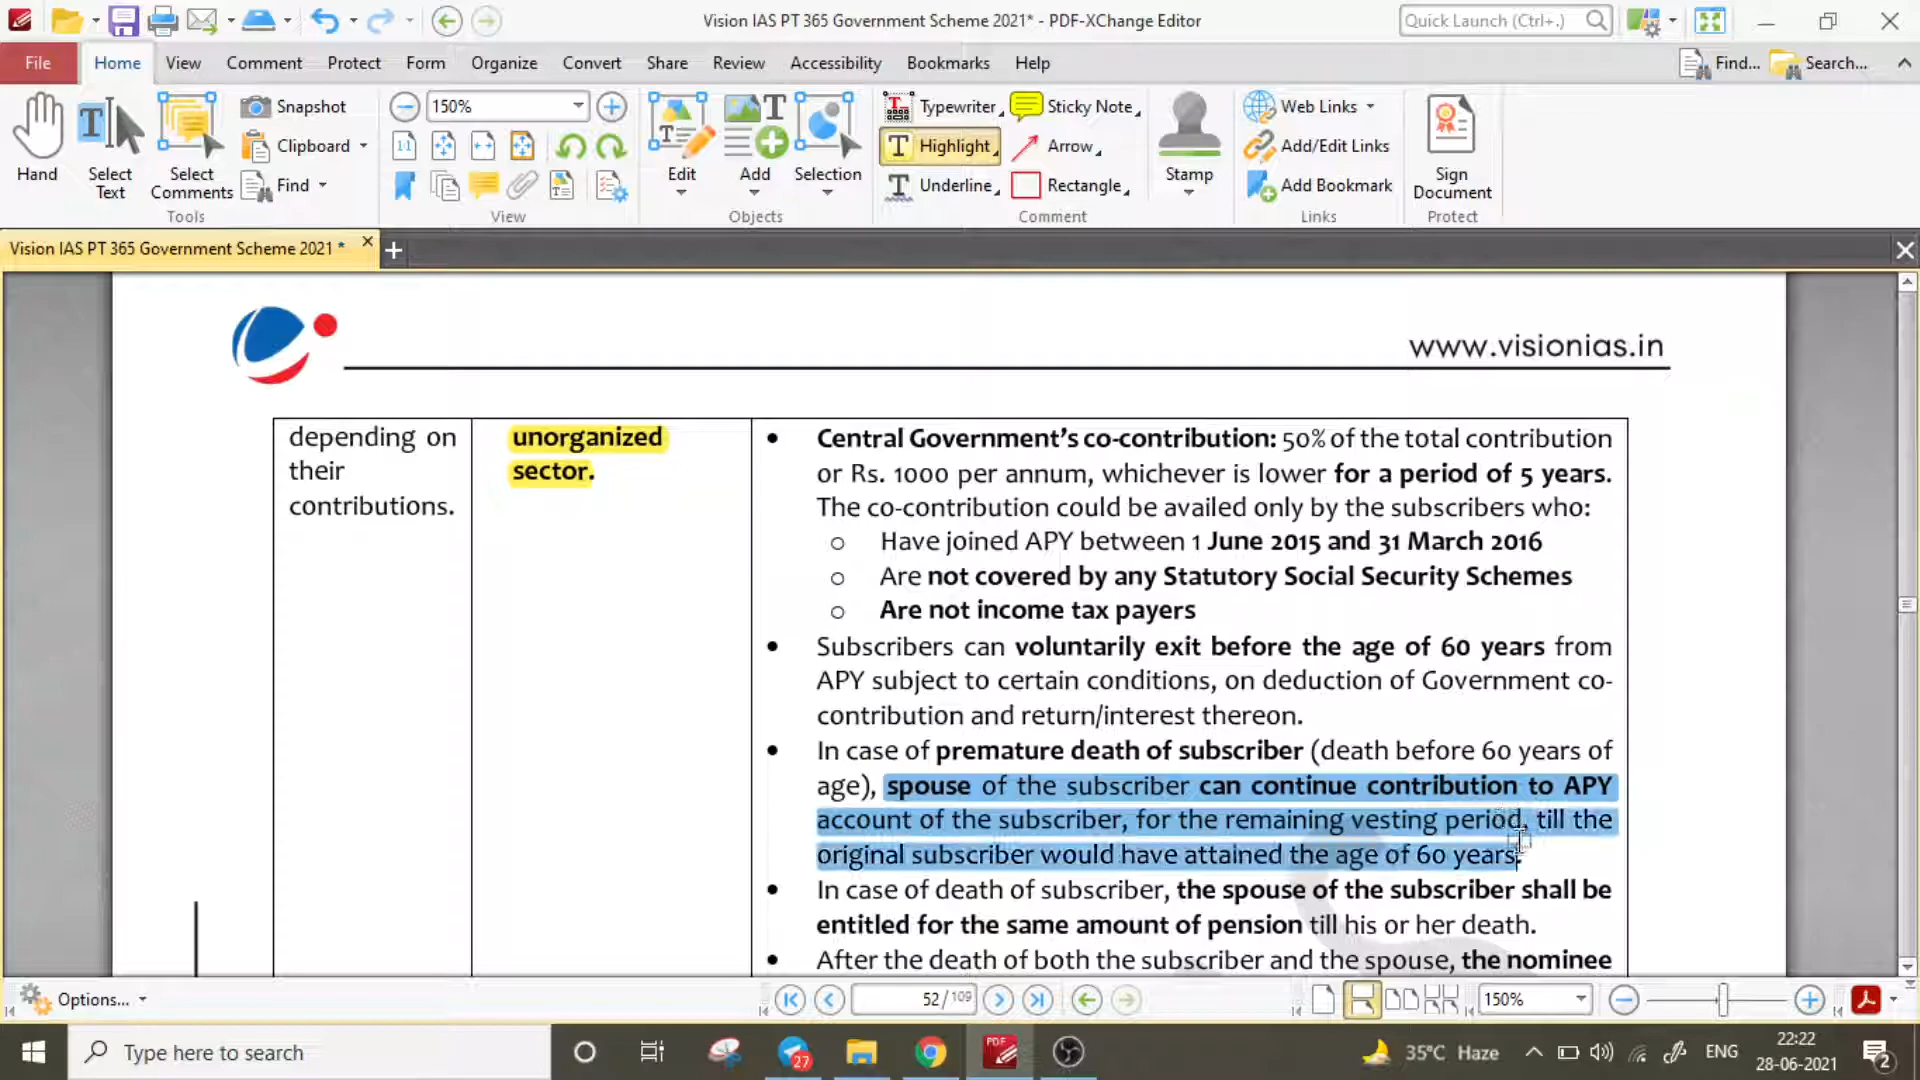 Vision IAS PT 365 Government Scheme 2021* - PDF-XChange Editor
Quick Launch (Ctrl+.)
File Home View Comment Protect Form Organize Convert Share Review Accessibility Bookmarks Help Find... Search...
Hand
Select Text
Select Comments
Snapshot
Clipboard
Find
Tools
150%
View
Edit
Add
Selection
Objects
Typewriter
Sticky Note
Highlight
Arrow
Underline
Rectangle
Stamp
Comment
Web Links
Add/Edit Links
Add Bookmark
Links
Sign Document
Protect
Vision IAS PT 365 Government Scheme 2021 *
www.visionias.in
depending on
their
contributions.
unorganized
sector.
• Central Government's co-contribution: 50% of the total contribution
or Rs. 1000 per annum, whichever is lower for a period of 5 years.
The co-contribution could be availed only by the subscribers who:
o Have joined APY between 1 June 2015 and 31 March 2016
o Are not covered by any Statutory Social Security Schemes
o Are not income tax payers
• Subscribers can voluntarily exit before the age of 60 years from
APY subject to certain conditions, on deduction of Government co-
contribution and return/interest thereon.
• In case of premature death of subscriber (death before 60 years of
age), spouse of the subscriber can continue contribution to APY
account of the subscriber, for the remaining vesting period, till the
original subscriber would have attained the age of 60 years.
• In case of death of subscriber, the spouse of the subscriber shall be
entitled for the same amount of pension till his or her death.
• After the death of both the subscriber and the spouse, the nominee
Options...
52 / 109
150%
Type here to search
27
PDF
35°C Haze
ENG
22:22
28-06-2021
2